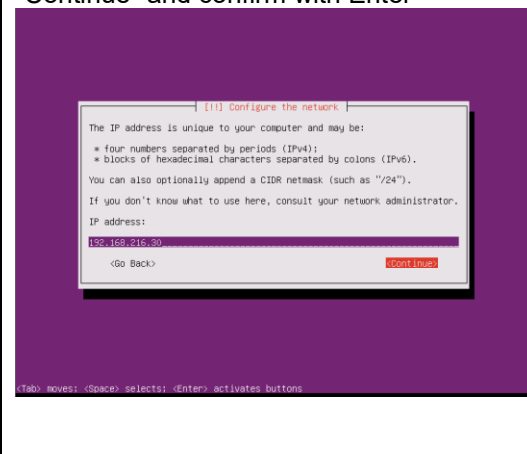 "Continue" and confirm with Enter
[!!] Configure the network
The IP address is unique to your computer and may be:
* four numbers separated by periods (IPv4);
* blocks of hexadecimal characters separated by colons (IPv6).
You can also optionally append a CIDR netmask (such as "/24").
If you don't know what to use here, consult your network administrator.
IP address:
192.168.216.30
<Go Back> <Continue>
<Tab> moves; <Space> selects; <Enter> activates buttons